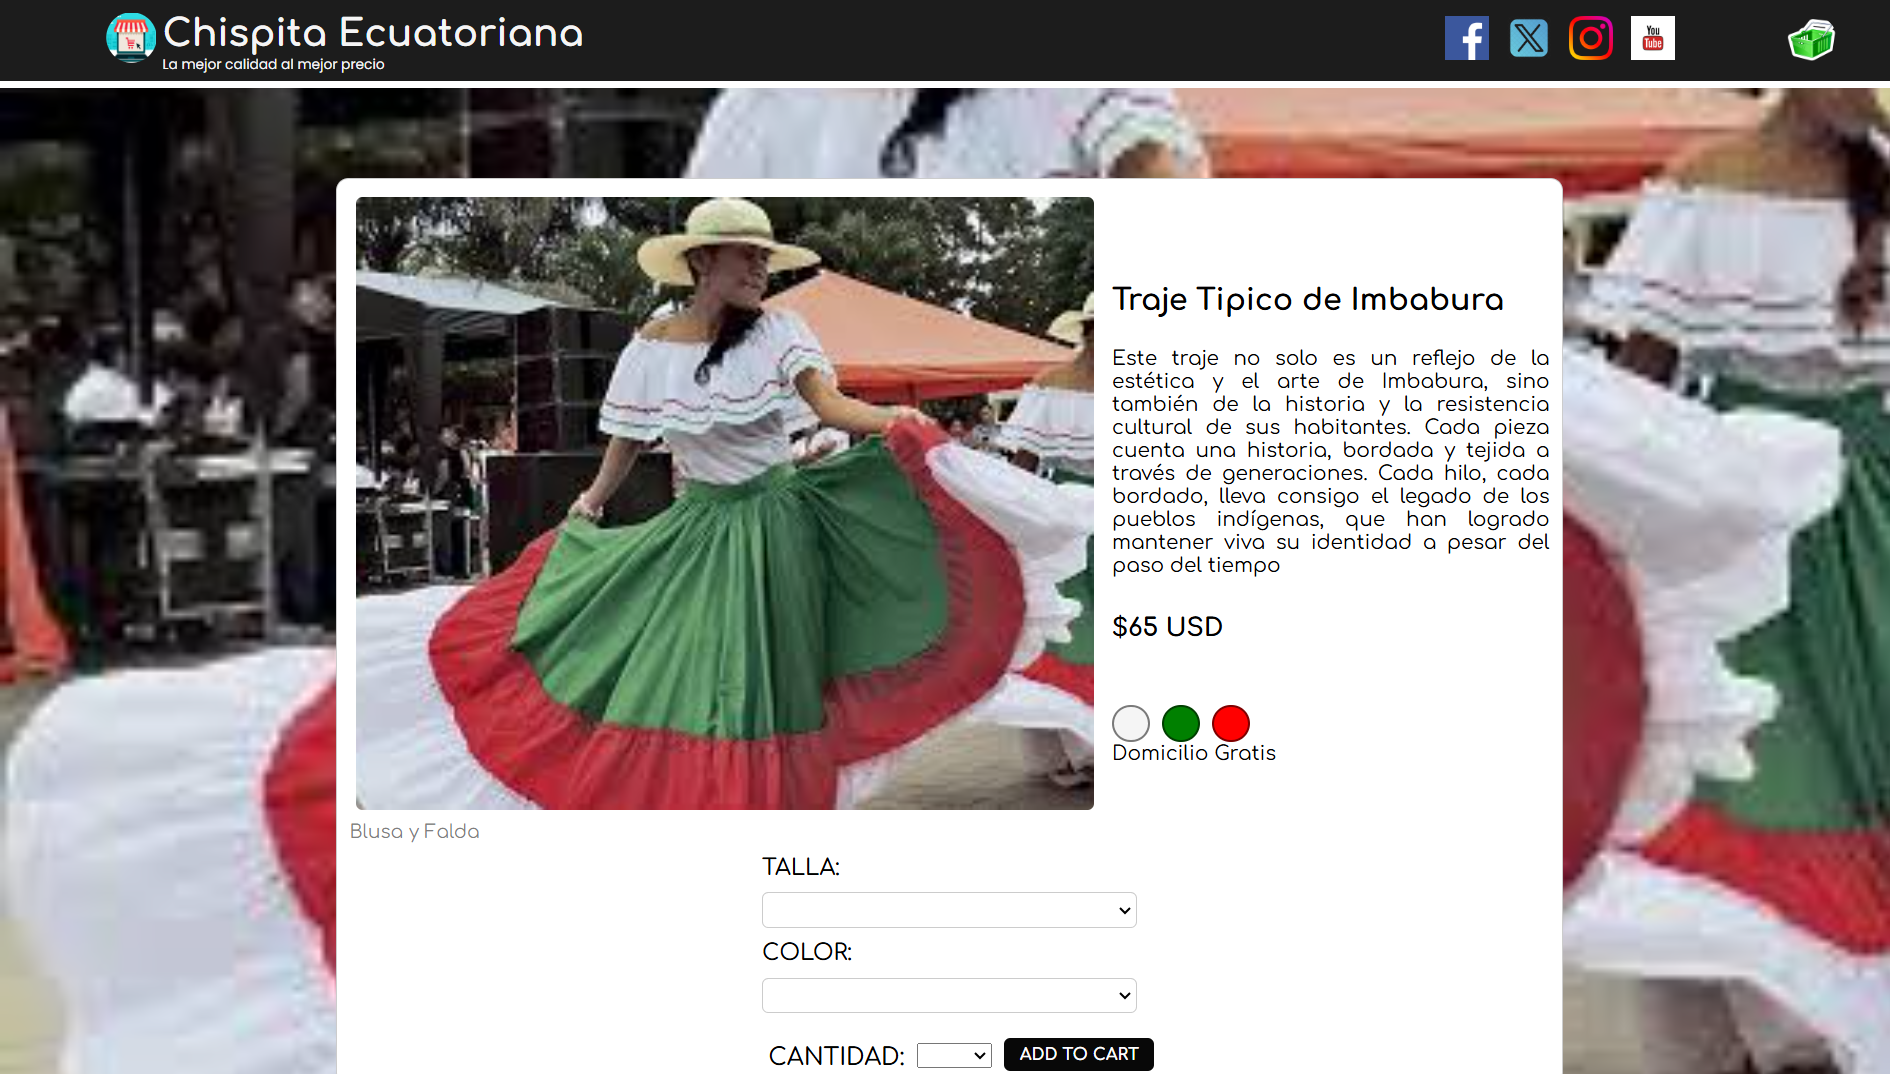 Chispita Ecuatoriana
La mejor calidad al mejor precio
You
Tube
Traje Tipico de Imbabura
Este traje no solo es un reflejo de la
estética y el arte de Imbabura, sino
también de la historia y la resistencia
cultural de sus habitantes. Cada pieza
cuenta una historia, bordada y tejida a
través de generaciones. Cada hilo, cada
bordado, lleva consigo el legado de los
pueblos indígenas, que han logrado
mantener viva su identidad a pesar del
paso del tiempo
$65 USD
Domicilio Gratis
Blusa y Falda
TALLA:
COLOR:
CANTIDAD:
ADD TO CART